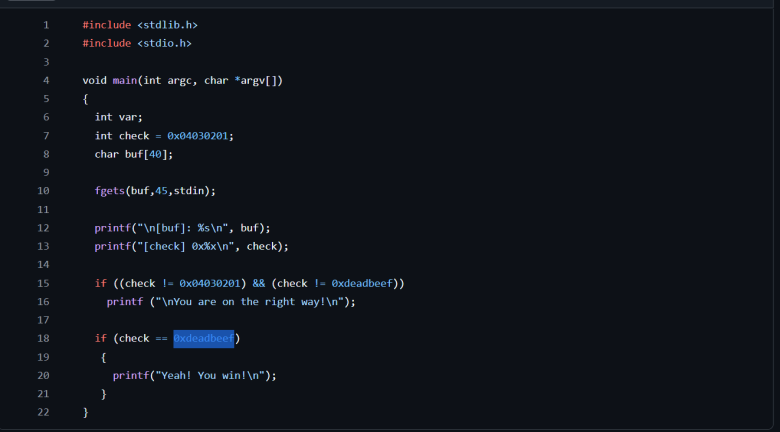 1 #include <stdlib.h>
2 #include <stdio.h>
3
4 void main(int argc, char *argv[])
5 {
6 int var;
7 int check = 0x04030201;
8 char buf[40];
9
10 fgets(buf,45,stdin);
11
12 printf("\n[buf]: %s\n", buf);
13 printf("[check] 0x%x\n", check);
14
15 if ((check != 0x04030201) && (check != 0xdeadbeef))
16 printf ("\nYou are on the right way!\n");
17
18 if (check == 0xdeadbeef)
19 {
20 printf("Yeah! You win!\n");
21 }
22 }